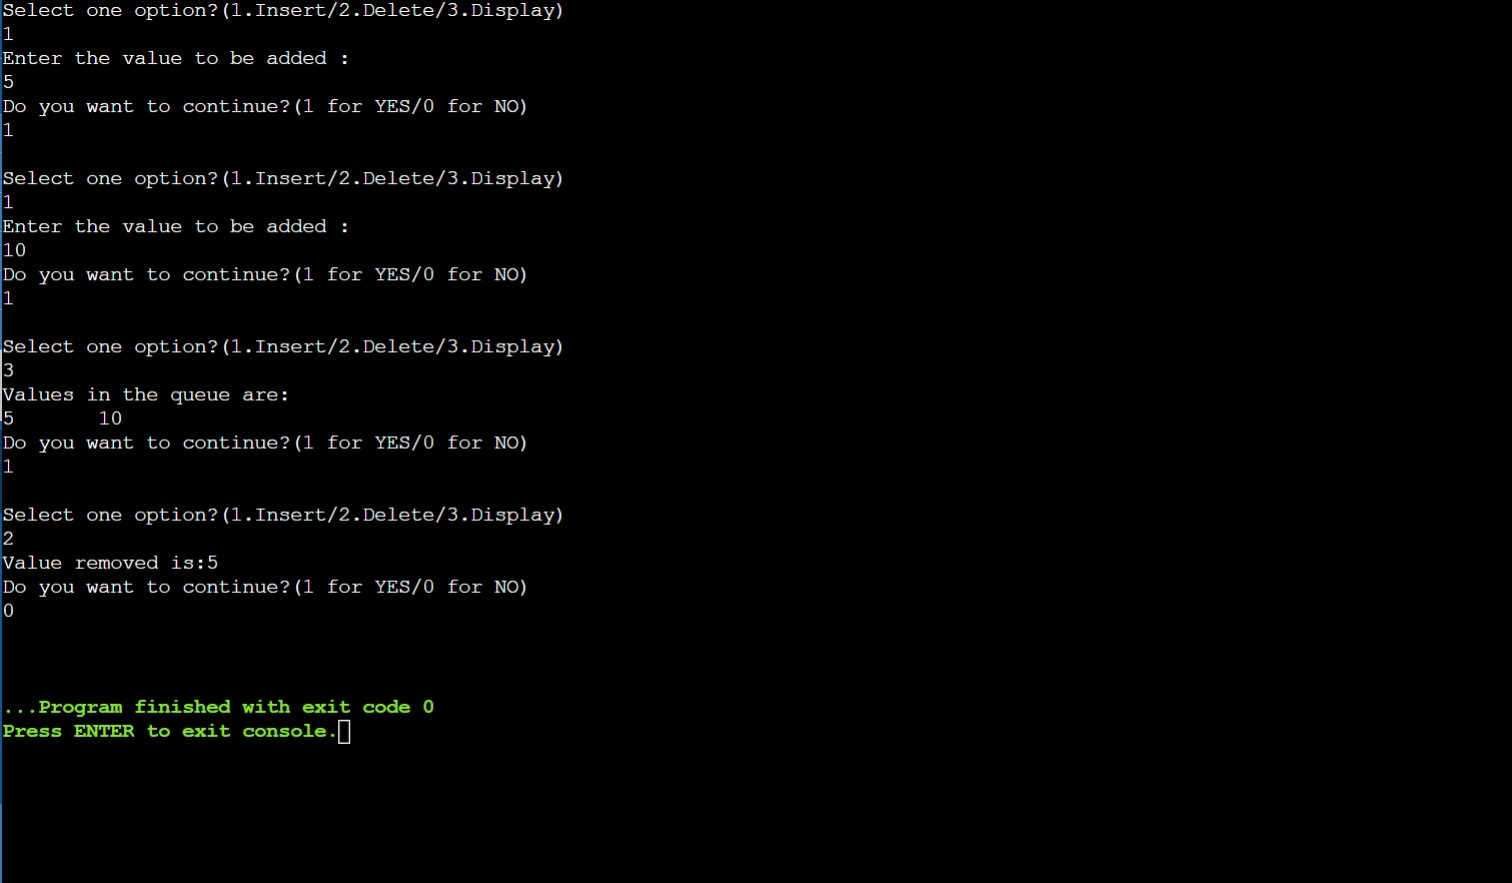 Select one option?(1.Insert/2.Delete/3.Display)
1
Enter the value to be added :
5
Do you want to continue?(1 for YES/0 for NO)
1
Select one option?(1.Insert/2.Delete/3.Display)
1
Enter the value to be added :
10
Do you want to continue?(1 for YES/0 for NO)
1
Select one option?(1.Insert/2.Delete/3.Display)
3
Values in the queue are:
5       10
Do you want to continue?(1 for YES/0 for NO)
1
Select one option?(1.Insert/2.Delete/3.Display)
2
Value removed is:5
Do you want to continue?(1 for YES/0 for NO)
0
...Program finished with exit code 0
Press ENTER to exit console.